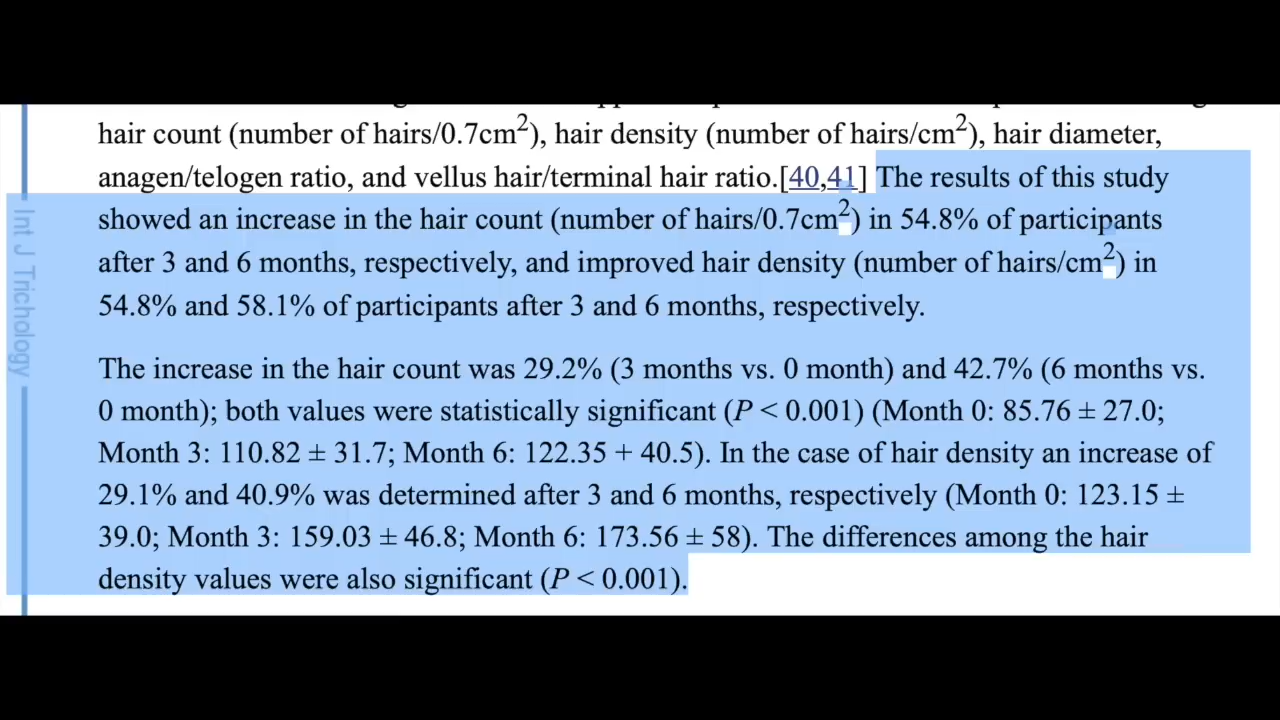 hair count (number of hairs/0.7cm²), hair density (number of hairs/cm²), hair diameter,
anagen/telogen ratio, and vellus hair/terminal hair ratio.[40,41] The results of this study
showed an increase in the hair count (number of hairs/0.7cm²) in 54.8% of participants
after 3 and 6 months, respectively, and improved hair density (number of hairs/cm²) in
54.8% and 58.1% of participants after 3 and 6 months, respectively.
The increase in the hair count was 29.2% (3 months vs. 0 month) and 42.7% (6 months vs.
0 month); both values were statistically significant (P < 0.001) (Month 0: 85.76 ± 27.0;
Month 3: 110.82 ± 31.7; Month 6: 122.35 + 40.5). In the case of hair density an increase of
29.1% and 40.9% was determined after 3 and 6 months, respectively (Month 0: 123.15 ±
39.0; Month 3: 159.03 ± 46.8; Month 6: 173.56 ± 58). The differences among the hair
density values were also significant (P < 0.001).
Int J Trichology